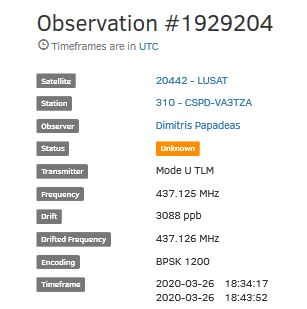 Observation #1929204
Timeframes are in UTC
Satellite 20442 - LUSAT
Station 310 - CSPD-VA3TZA
Observer Dimitris Papadeas
Status Unknown
Transmitter Mode U TLM
Frequency 437.125 MHz
Drift 3088 ppb
Drifted Frequency 437.126 MHz
Encoding BPSK 1200
Timeframe 2020-03-26 18:34:17
2020-03-26 18:43:52